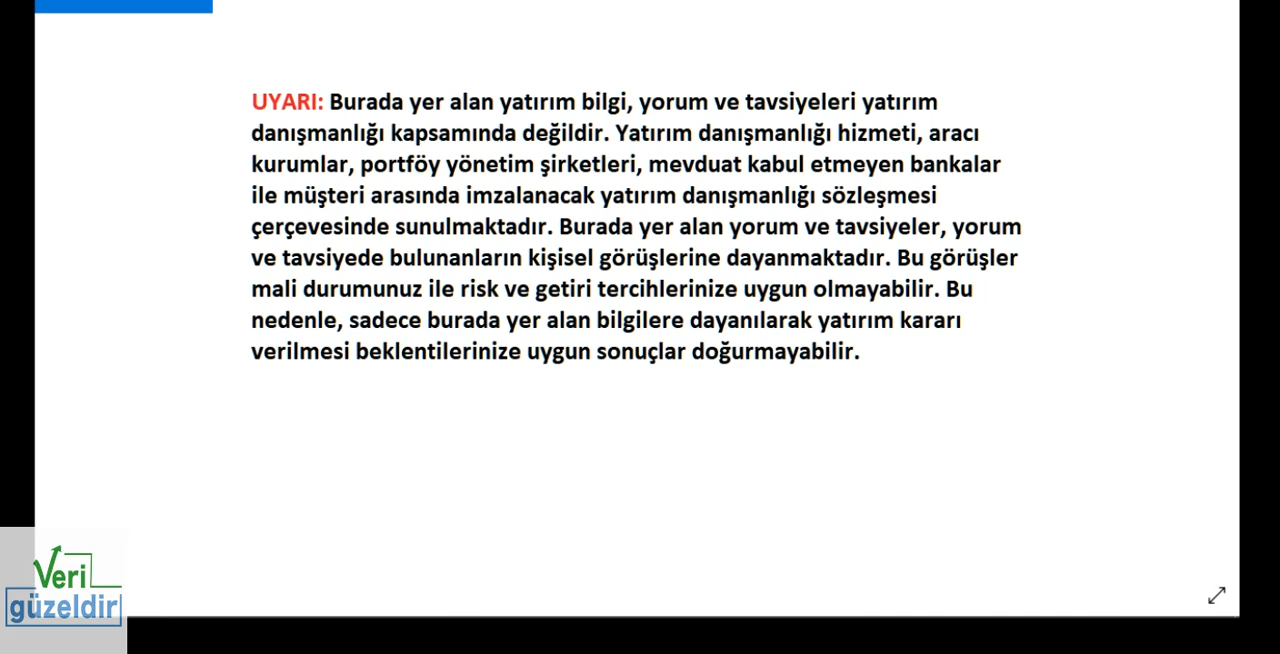 UYARI: Burada yer alan yatırım bilgi, yorum ve tavsiyeleri yatırım
danışmanlığı kapsamında değildir. Yatırım danışmanlığı hizmeti, aracı
kurumlar, portföy yönetim şirketleri, mevduat kabul etmeyen bankalar
ile müşteri arasında imzalanacak yatırım danışmanlığı sözleşmesi
çerçevesinde sunulmaktadır. Burada yer alan yorum ve tavsiyeler, yorum
ve tavsiyede bulunanların kişisel görüşlerine dayanmaktadır. Bu görüşler
mali durumunuz ile risk ve getiri tercihlerinize uygun olmayabilir. Bu
nedenle, sadece burada yer alan bilgilere dayanılarak yatırım kararı
verilmesi beklentilerinize uygun sonuçlar doğurmayabilir.
Veri
güzeldir